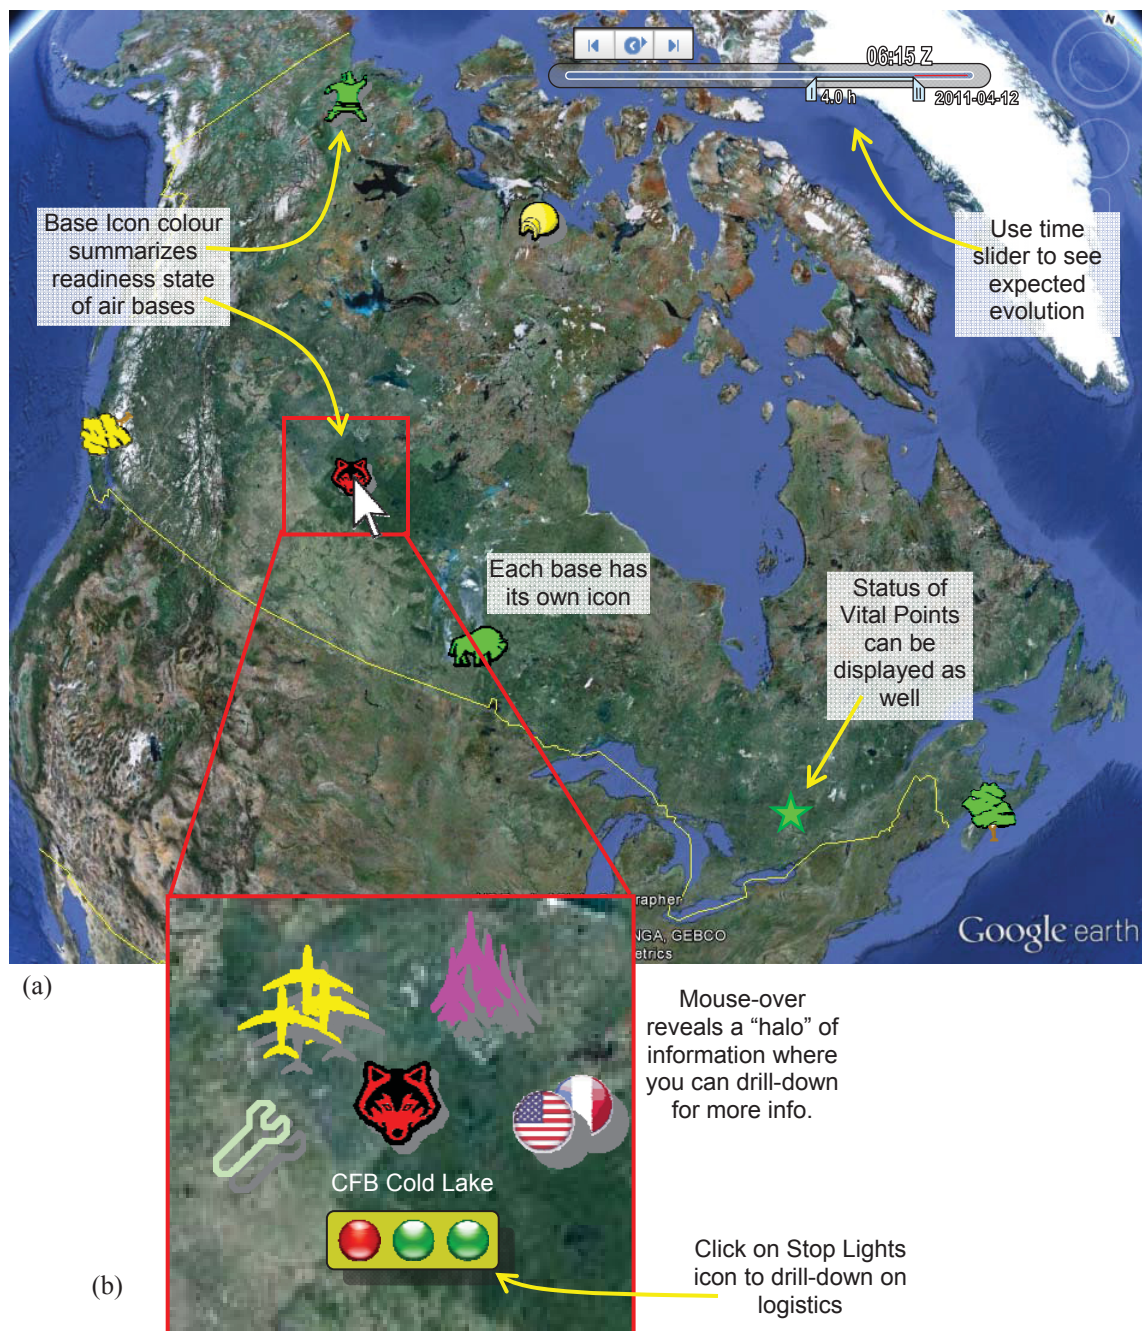 N
06:15 Z
4.0 h
2011-04-12
Base Icon colour
summarizes
readiness state
of air bases
Use time
slider to see
expected
evolution
Each base has
its own icon
Status of
Vital Points
can be
displayed as
well
rapher
NGA, GEBCO
etrics
Google earth
(a)
Mouse-over
reveals a “halo” of
information where
you can drill-down
for more info.
CFB Cold Lake
Click on Stop Lights
icon to drill-down on
logistics
(b)